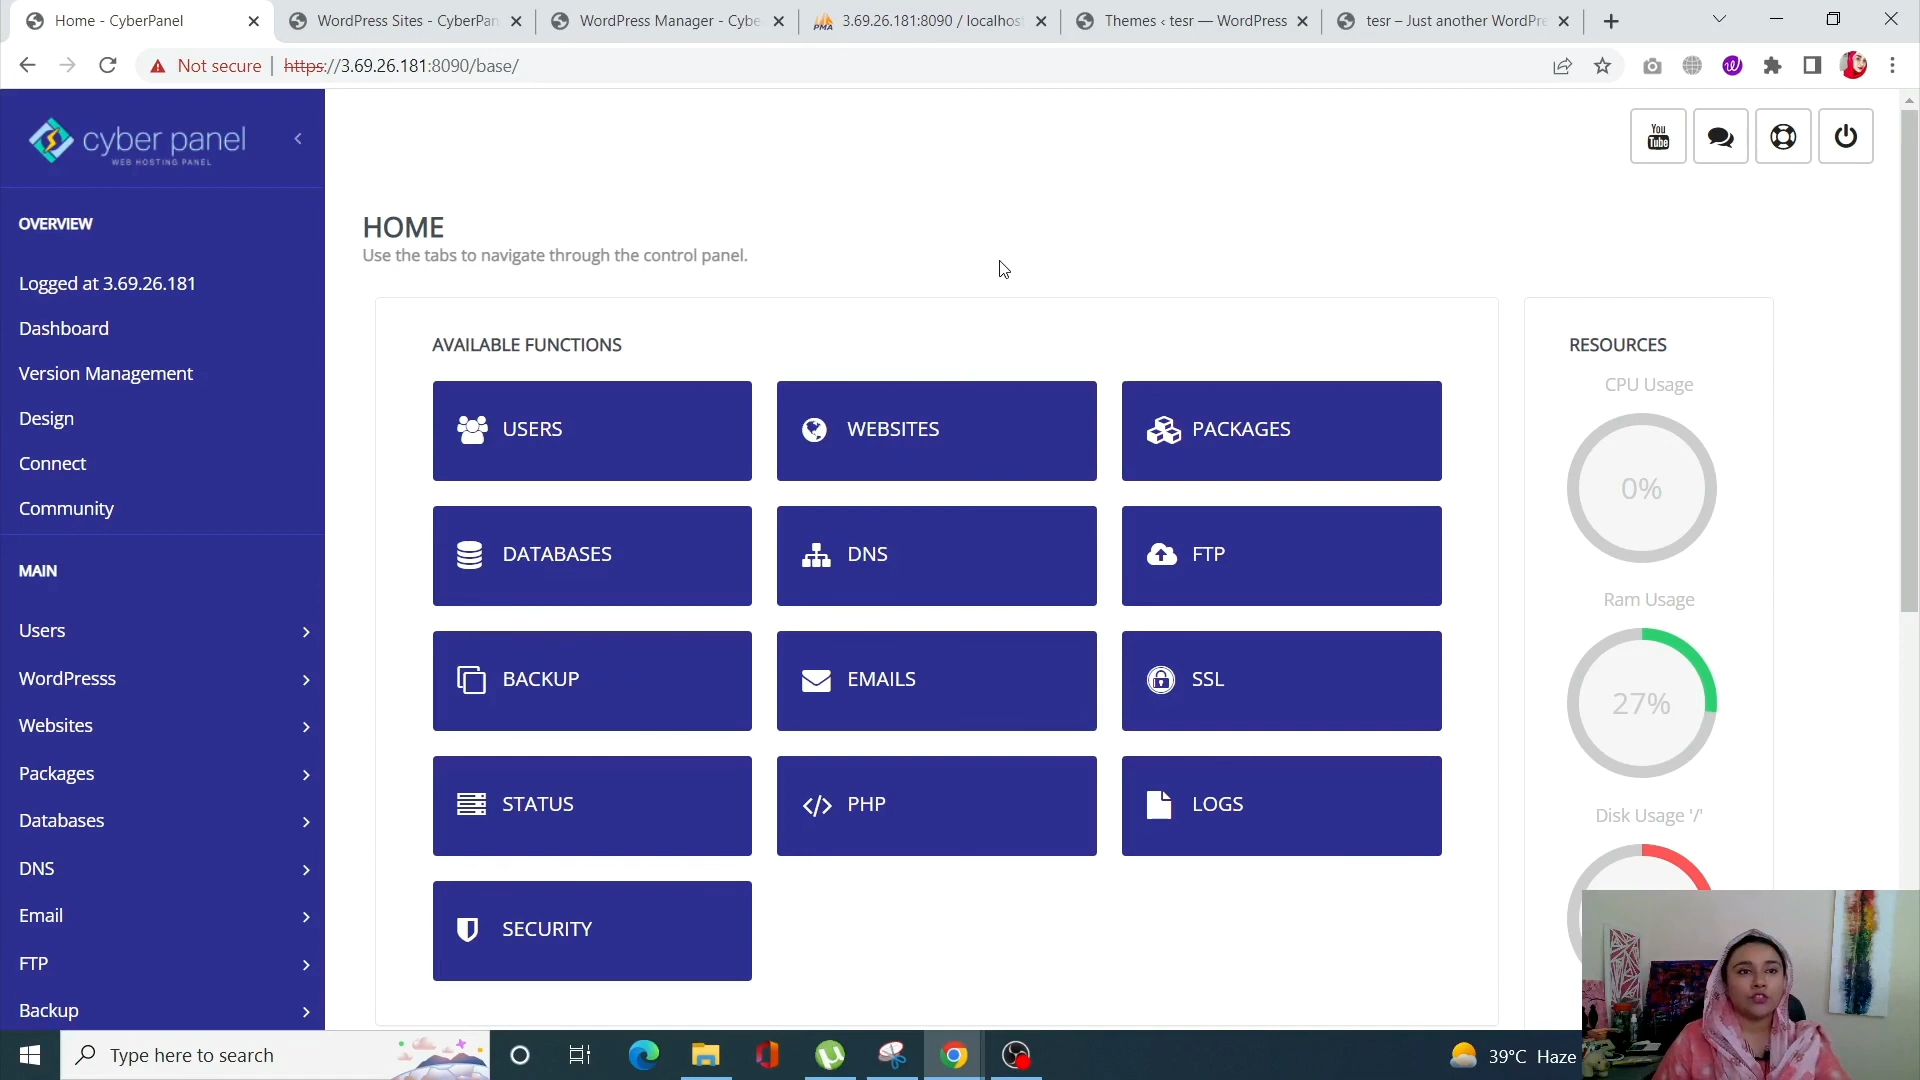 Home - CyberPanel
WordPress Sites - CyberPan
WordPress Manager - Cybe
3.69.26.181:8090 / localhos
Themes ‹ tesr — WordPress
tesr – Just another WordPre
Not secure
https://3.69.26.181:8090/base/
cyber panel
WEB HOSTING PANEL
You
Tube
OVERVIEW
Logged at 3.69.26.181
Dashboard
Version Management
Design
Connect
Community
MAIN
Users
WordPresss
Websites
Packages
Databases
DNS
Email
FTP
Backup
HOME
Use the tabs to navigate through the control panel.
AVAILABLE FUNCTIONS
USERS
WEBSITES
PACKAGES
DATABASES
DNS
FTP
BACKUP
EMAILS
SSL
STATUS
PHP
LOGS
SECURITY
RESOURCES
CPU Usage
0%
Ram Usage
27%
Disk Usage '/'
Type here to search
39°C Haze